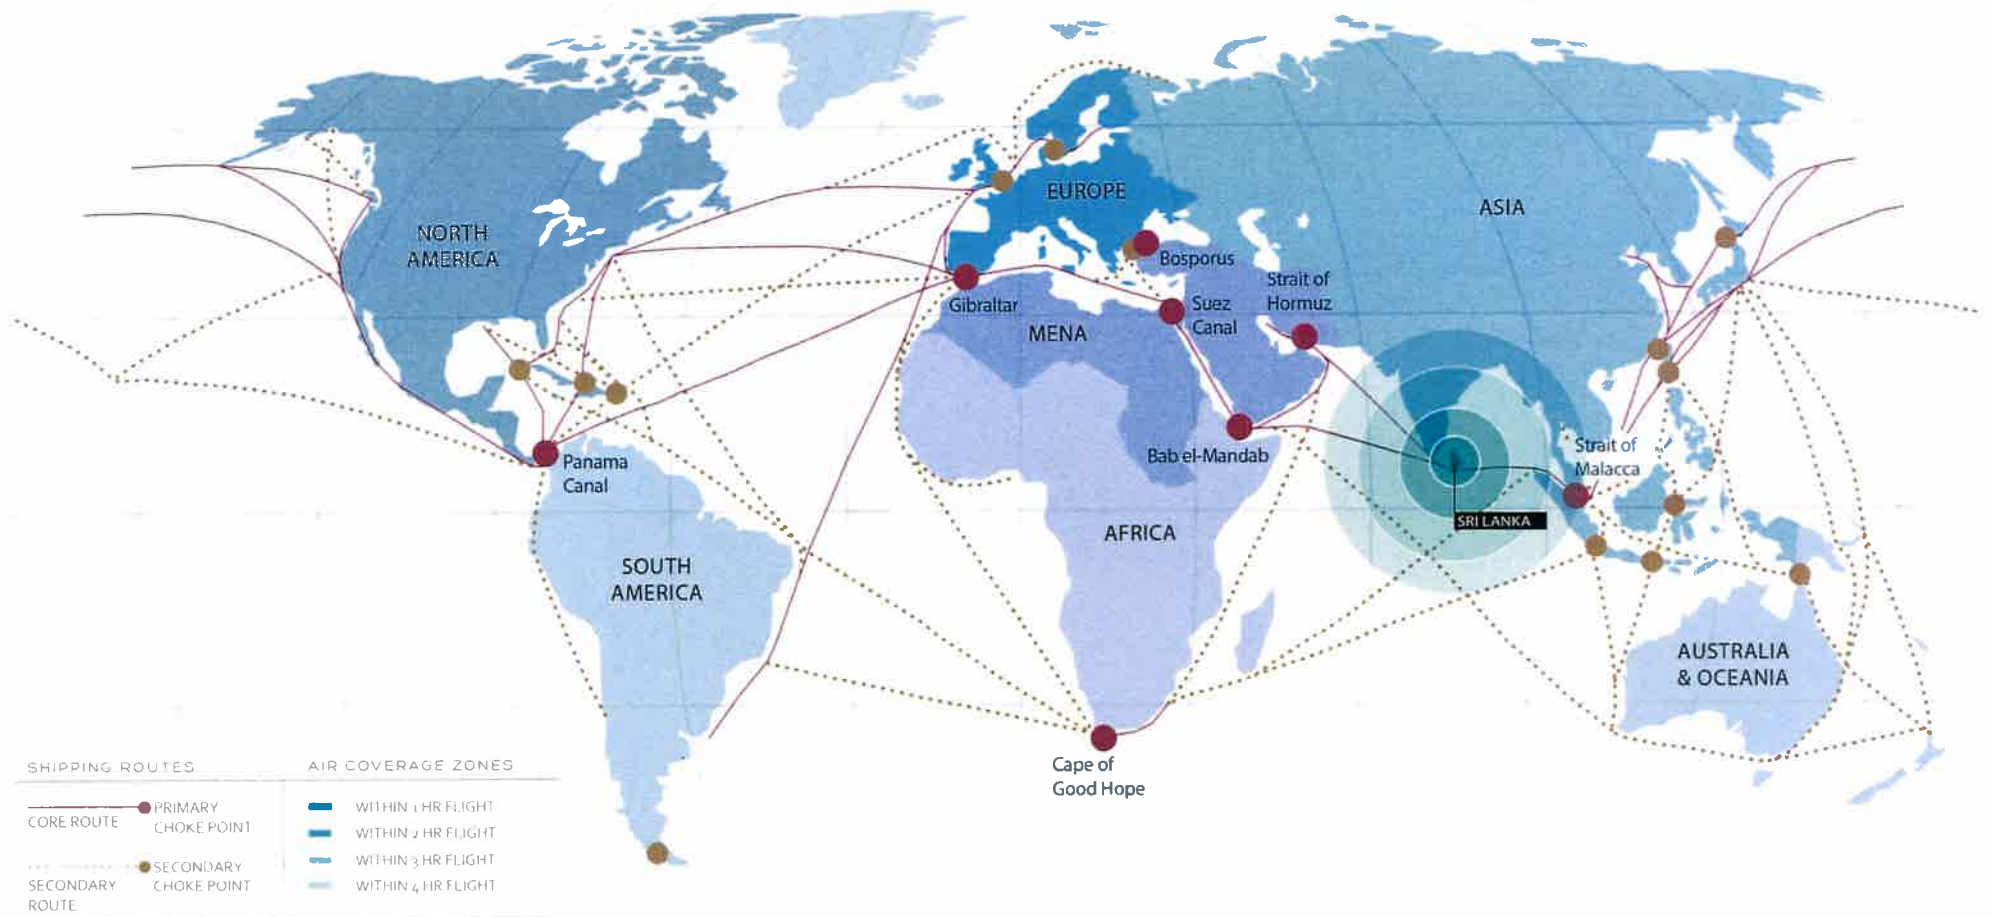 NORTH
AMERICA
EUROPE
ASIA
Bosporus
Strait of
Hormuz
Gibraltar
Suez
Canal
MENA
Strait of
Malacca
Bab el-Mandab
Panama
Canal
SRI LANKA
AFRICA
SOUTH
AMERICA
AUSTRALIA
& OCEANIA
Cape of
Good Hope
SHIPPING ROUTES
CORE ROUTE
PRIMARY
CHOKE POINT
SECONDARY
ROUTE
SECONDARY
CHOKE POINT
AIR COVERAGE ZONES
WITHIN 1 HR FLIGHT
WITHIN 2 HR FLIGHT
WITHIN 3 HR FLIGHT
WITHIN 4 HR FLIGHT